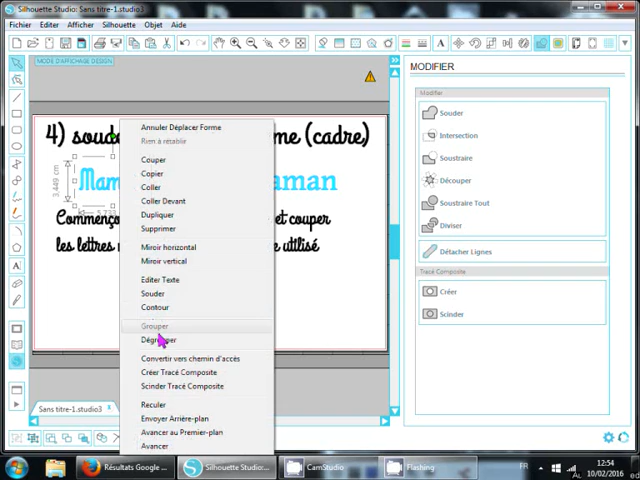 Silhouette Studio: Sans titre-1.studio3
Fichier Editer Afficher Silhouette Objet Aide
MODE D'AFFICHAGE DESIGN
MODIFIER
Modifier
Souder
Intersection
Soustraire
Découper
Soustraire Tout
Diviser
Détacher Lignes
Tracé Composite
Créer
Scinder
me (cadre)
aman
3.449 cm
5.733
et couper
les lettres
utilisé
Annuler Déplacer Forme
Rien à rétablir
Couper
Copier
Coller
Coller Devant
Dupliquer
Supprimer
Miroir horizontal
Miroir vertical
Editer Texte
Souder
Contour
Grouper
Dégrouper
Convertir vers chemin d'accès
Créer Tracé Composite
Scinder Tracé Composite
Reculer
Envoyer Arrière-plan
Avancer au Premier-plan
Avancer
Sans titre-1.studio3
Résultats Google ...
Silhouette Studio:...
CamStudio
Flashing
FR
12:54
10/02/2016